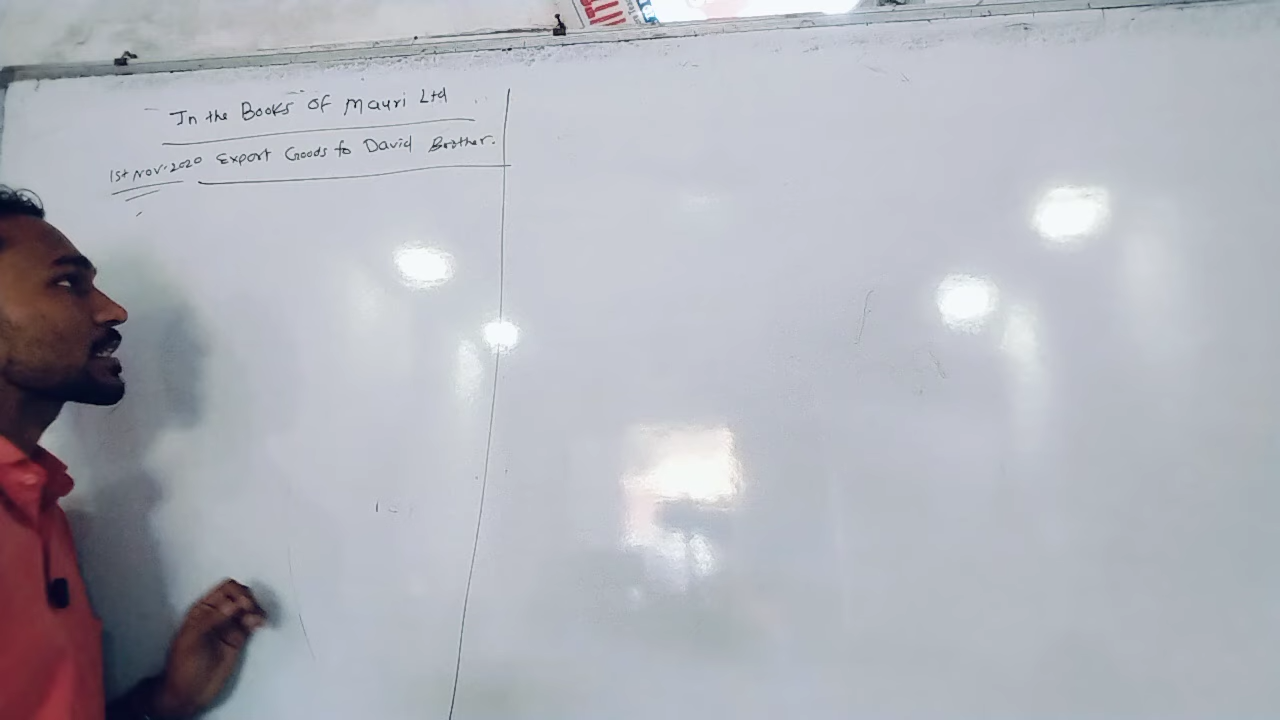 In the Books of Mauri Ltd
1st Nov. 2020 Export Goods to David Brother.